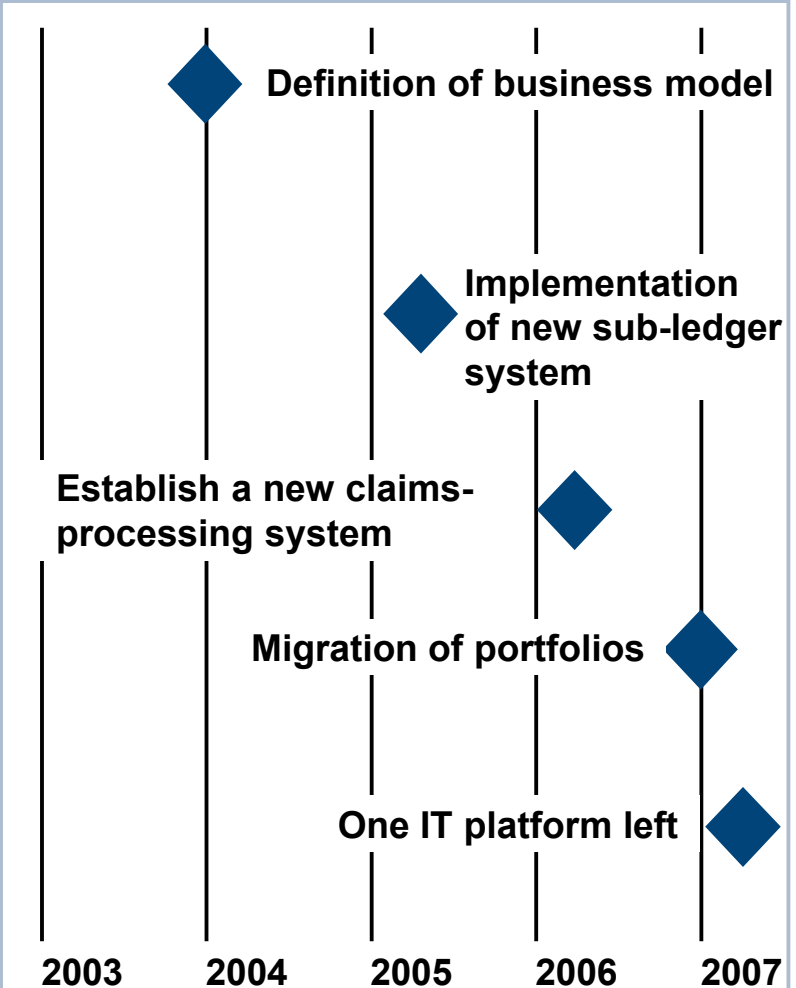 Definition of business model
Implementation
of new sub-ledger
system
Establish a new claims-
processing system
Migration of portfolios
One IT platform left
2003 2004 2005 2006 2007